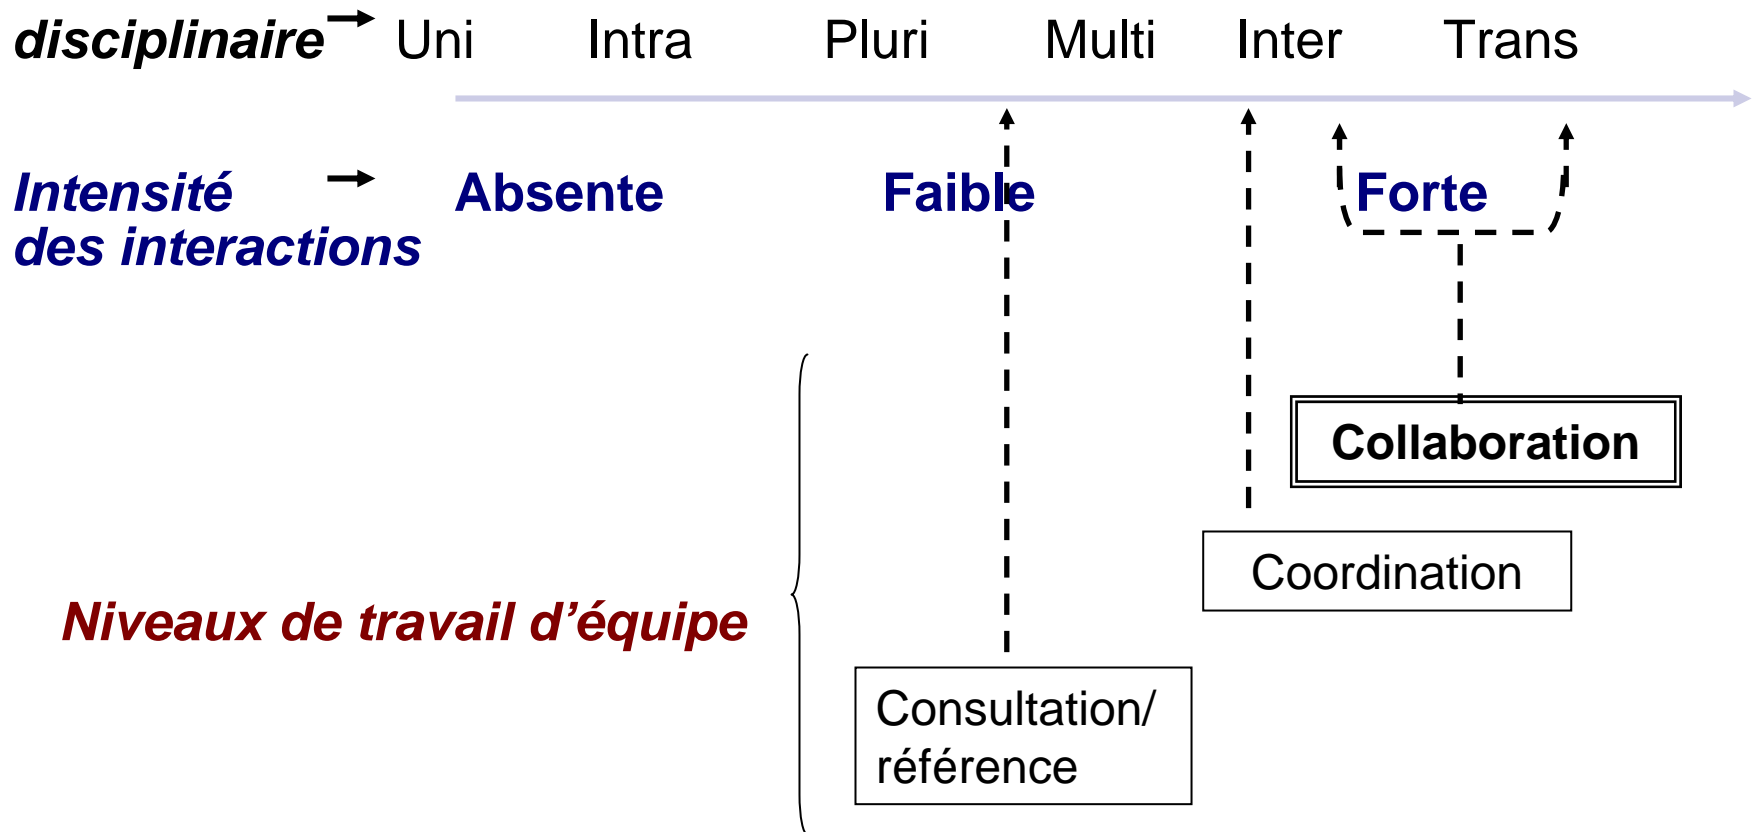 disciplinaire Uni Intra Pluri Multi Inter Trans
Intensité Absente Faible Forte
des interactions
Collaboration
Coordination
Niveaux de travail d’équipe
Consultation/
référence